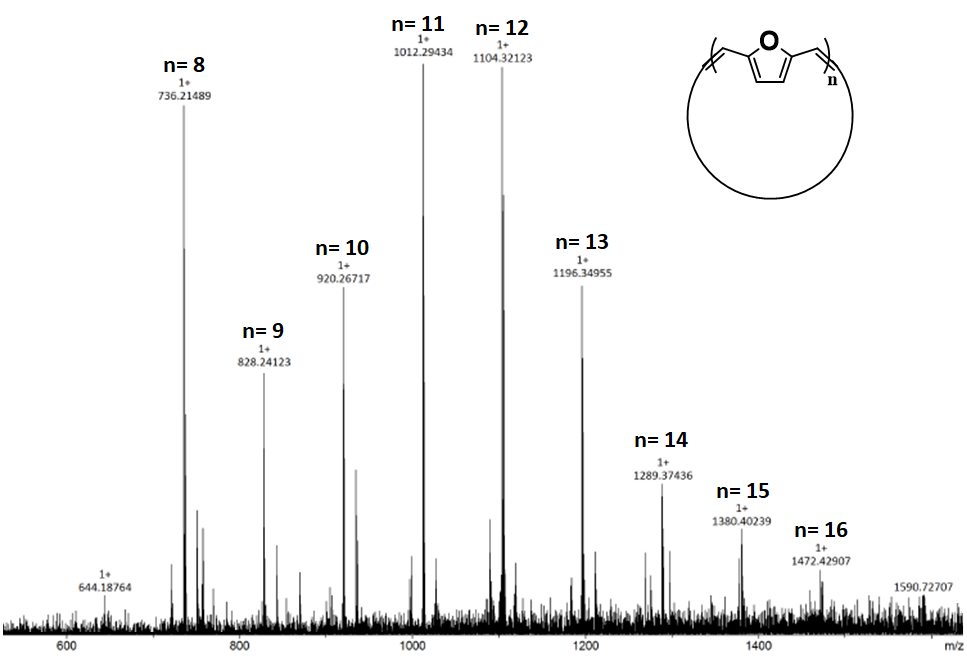 n= 11
1+
1012.29434
n= 12
1+
1104.32123
O
n
n= 8
1+
736.21489
n= 10
1+
920.26717
n= 13
1+
1196.34955
n= 9
1+
828.24123
n= 14
1+
1289.37436
n= 15
1+
1380.40239
n= 16
1+
1472.42907
1+
644.18764
1590.72707
600
800
1000
1200
1400
m/z